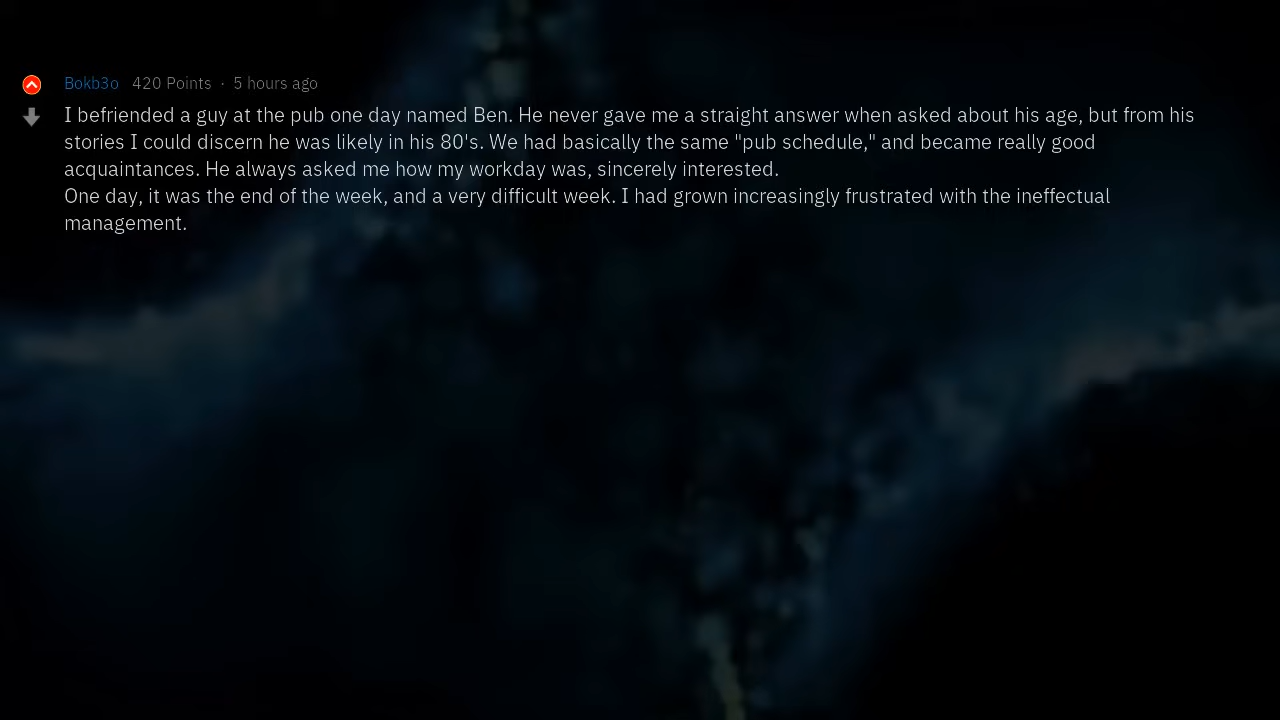 Bokb3o 420 Points · 5 hours ago
I befriended a guy at the pub one day named Ben. He never gave me a straight answer when asked about his age, but from his
stories I could discern he was likely in his 80's. We had basically the same "pub schedule," and became really good
acquaintances. He always asked me how my workday was, sincerely interested.
One day, it was the end of the week, and a very difficult week. I had grown increasingly frustrated with the ineffectual
management.